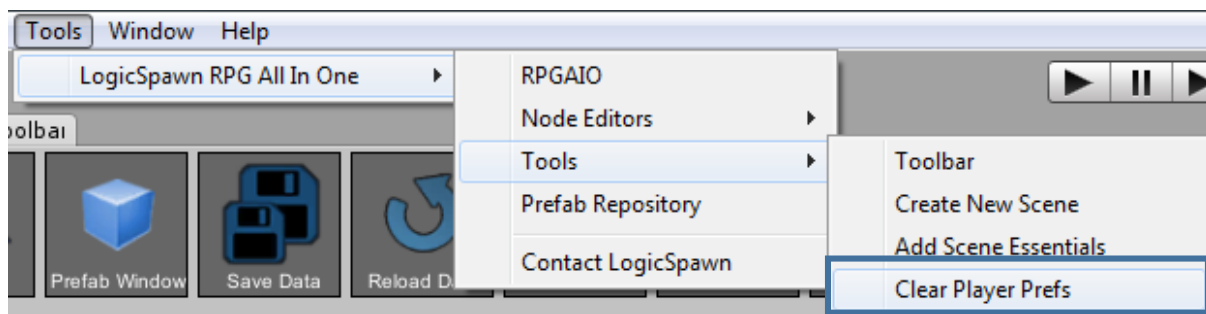 Tools Window Help
LogicSpawn RPG All In One
RPGAIO
Node Editors
Tools
Prefab Repository
Contact LogicSpawn
Toolbar
Create New Scene
Add Scene Essentials
Clear Player Prefs
Prefab Window
Save Data
Reload D